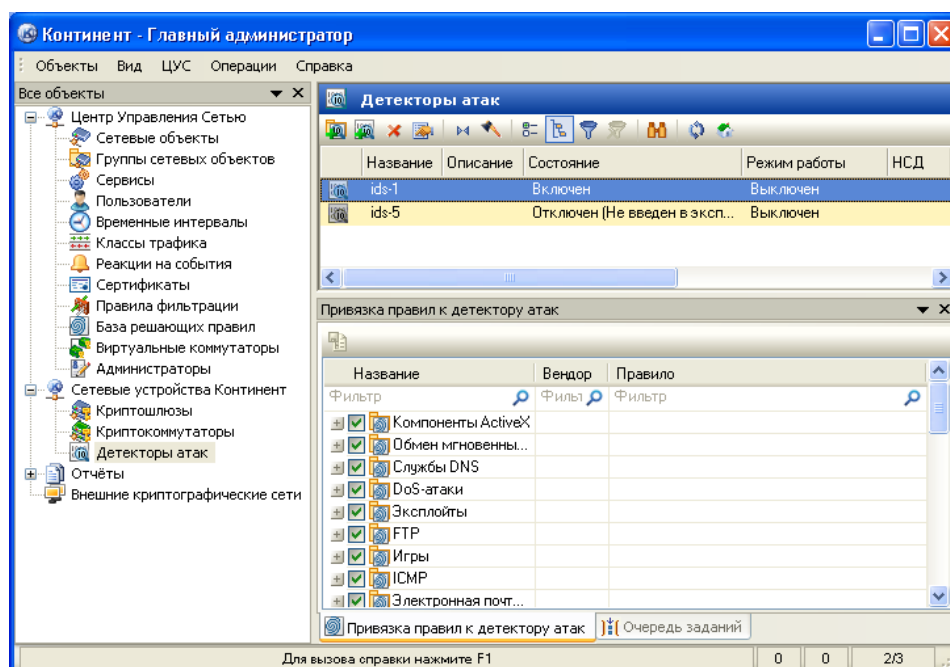 Континент - Главный администратор
Объекты Вид ЦУС Операции Справка
Все объекты
Центр Управления Сетью
Сетевые объекты
Группы сетевых объектов
Сервисы
Пользователи
Временные интервалы
Классы трафика
Реакции на события
Сертификаты
Правила фильтрации
База решающих правил
Виртуальные коммутаторы
Администраторы
Сетевые устройства Континент
Криптошлюзы
Криптокоммутаторы
Детекторы атак
Отчёты
Внешние криптографические сети
Детекторы атак
Название Описание Состояние Режим работы НСД
ids-1 Включен Выключен
ids-5 Отключен (Не введен в эксп... Выключен
Привязка правил к детектору атак
Название Вендор Правило
Фильтр Фильт Фильтр
Компоненты ActiveX
Обмен мгновенны...
Службы DNS
DoS-атаки
Эксплойты
FTP
Игры
ICMP
Электронная почт...
Привязка правил к детектору атак Очередь заданий
Для вызова справки нажмите F1 0 0 2/3